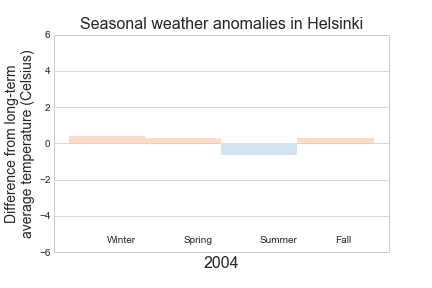 Seasonal weather anomalies in Helsinki
Difference from long-term
average temperature (Celsius)
6
4
2
0
−2
−4
−6
Winter Spring Summer Fall
2004